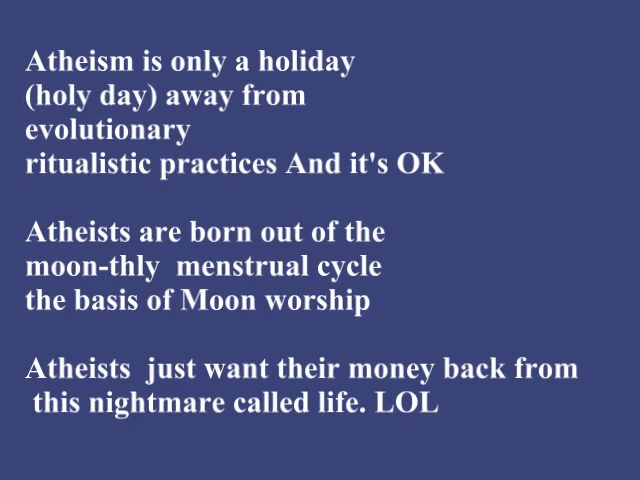 Atheism is only a holiday
(holy day) away from
evolutionary
ritualistic practices And it's OK
Atheists are born out of the
moon-thly  menstrual cycle
the basis of Moon worship
Atheists  just want their money back from
this nightmare called life. LOL